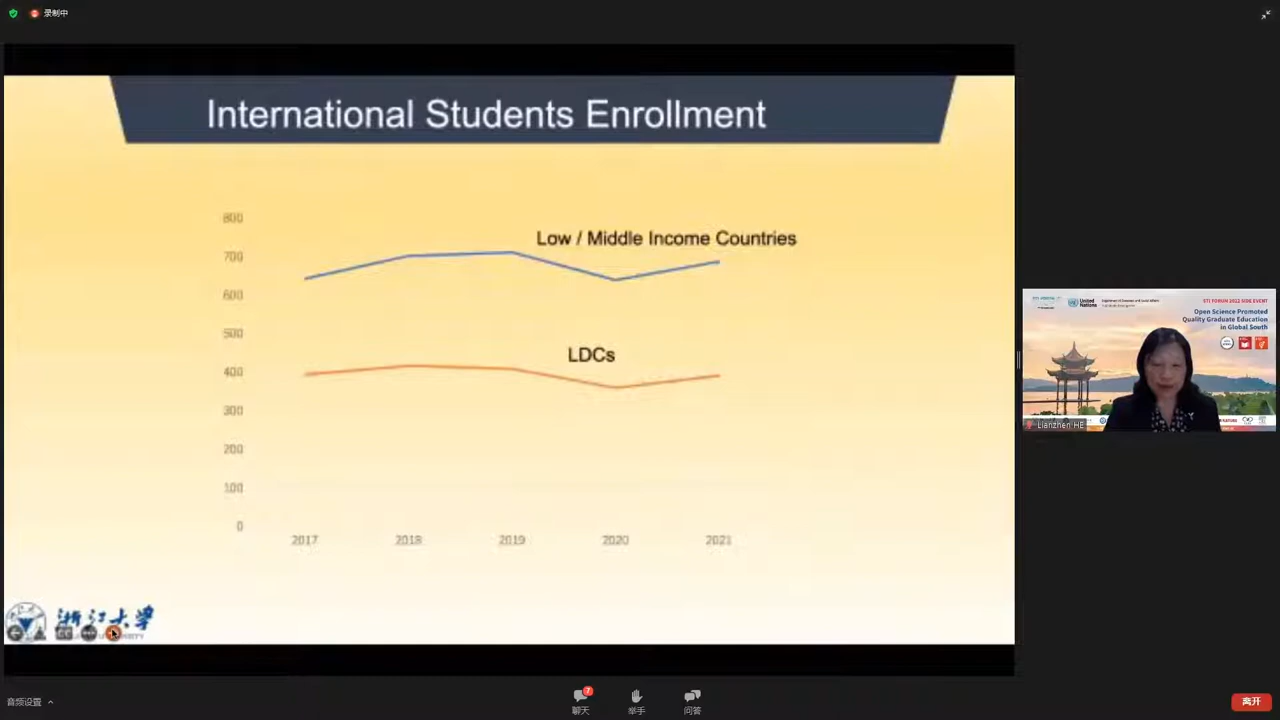 录制中
International Students Enrollment
800
700
600
500
400
300
200
100
0
Low / Middle Income Countries
LDCs
2017
2018
2019
2020
2021
浙江大学
United
Nations
STI FORUM 2022 SIDE EVENT
Open Science Promoted
Quality Graduate Education
in Global South
Lianzhen HE
音频设置
7
聊天
举手
问答
离开